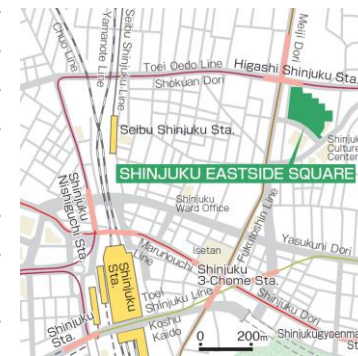 Chuo Line
Yamanote Line
Seibu Shinjuku Line
Meiji Dori
Toei Oedo Line
Higashi Shinjuku Sta.
Shokuan Dori
Seibu Shinjuku Sta.
Culture
Center
SHINJUKU EASTSIDE SQUARE
Shinjuku
Nishiguchi Sta.
Shinjuku
Ward Office
Fukutoshin Line
Yasukuni Dori
isetan
Marunouchi
Line
Shinjuku
Sta.
Shinjuku
3-Chome Sta.
Toei
Shinjuku Line
Shinjuku Dori
Koshu
Kaido
Shinjuku
Sta.
0 200m